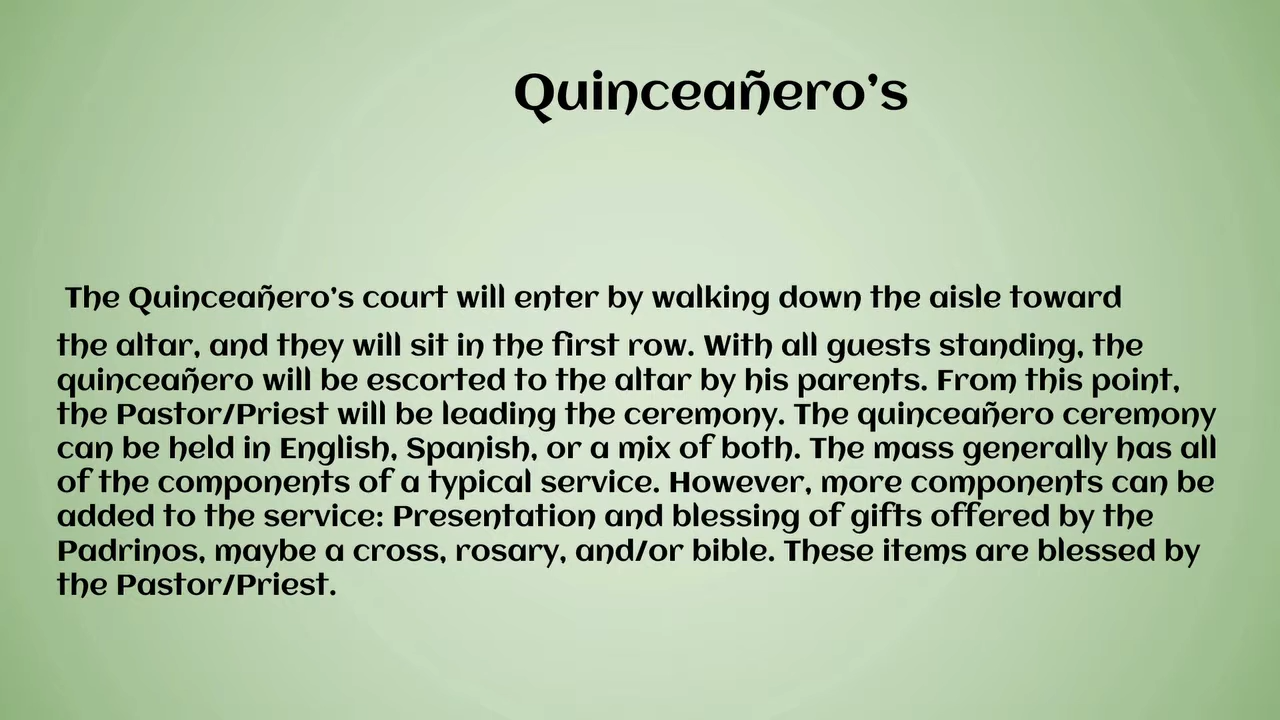 Quinceañero’s
The Quinceañero’s court will enter by walking down the aisle toward
the altar, and they will sit in the first row. With all guests standing, the
quinceañero will be escorted to the altar by his parents. From this point,
the Pastor/Priest will be leading the ceremony. The quinceañero ceremony
can be held in English, Spanish, or a mix of both. The mass generally has all
of the components of a typical service. However, more components can be
added to the service: Presentation and blessing of gifts offered by the
Padrinos, maybe a cross, rosary, and/or bible. These items are blessed by
the Pastor/Priest.